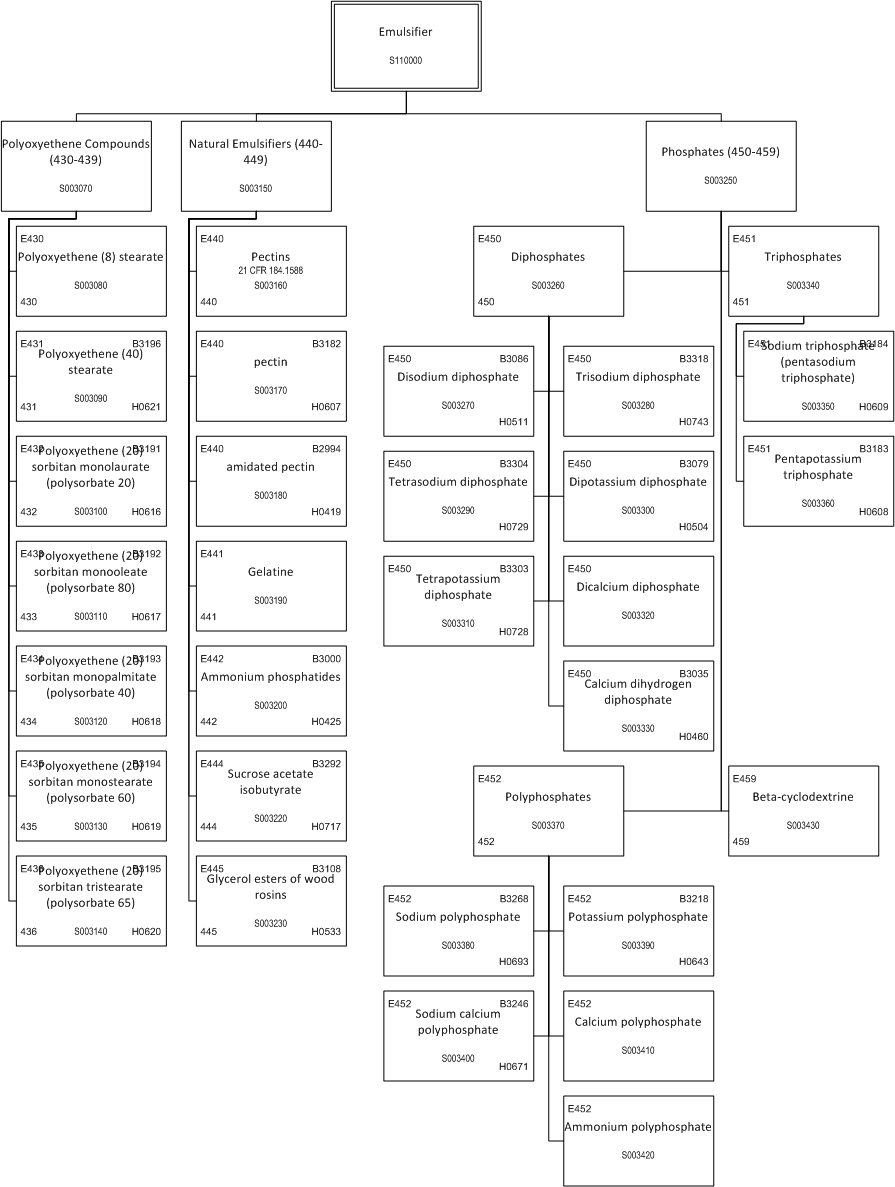 Emulsifier
S110000
Polyoxyethene Compounds
(430-439)
S003070
Natural Emulsifiers (440-
449)
S003150
Phosphates (450-459)
S003250
E430
Polyoxyethene (8) stearate
S003080
430
E431 B3196
Polyoxyethene (40)
stearate
S003090
431 H0621
E432 B3191
Polyoxyethene (20)
sorbitan monolaurate
(polysorbate 20)
S003100
432 H0616
E433 B3192
Polyoxyethene (20)
sorbitan monooleate
(polysorbate 80)
S003110
433 H0617
E434 B3193
Polyoxyethene (20)
sorbitan monopalmitate
(polysorbate 40)
S003120
434 H0618
E435 B3194
Polyoxyethene (20)
sorbitan monostearate
(polysorbate 60)
S003130
435 H0619
E436 B3195
Polyoxyethene (20)
sorbitan tristearate
(polysorbate 65)
S003140
436 H0620
E440
Pectins
21 CFR 184.1588
S003160
440
E440 B3182
pectin
S003170
H0607
E440 B2994
amidated pectin
S003180
H0419
E441
Gelatine
S003190
441
E442 B3000
Ammonium phosphatides
S003200
442 H0425
E444 B3292
Sucrose acetate
isobutyrate
S003220
444 H0717
E445 B3108
Glycerol esters of wood
rosins
S003230
445 H0533
E450
Diphosphates
S003260
450
E450 B3086
Disodium diphosphate
S003270
H0511
E450 B3318
Trisodium diphosphate
S003280
H0743
E450 B3304
Tetrasodium diphosphate
S003290
H0729
E450 B3079
Dipotassium diphosphate
S003300
H0504
E450 B3303
Tetrapotassium
diphosphate
S003310
H0728
E450
Dicalcium diphosphate
S003320
E450 B3035
Calcium dihydrogen
diphosphate
S003330
H0460
E451
Triphosphates
S003340
451
E451 B3184
Sodium triphosphate
(pentasodium
triphosphate)
S003350
H0609
E451 B3183
Pentapotassium
triphosphate
S003360
H0608
E452
Polyphosphates
S003370
452
E459
Beta-cyclodextrine
S003430
459
E452 B3268
Sodium polyphosphate
S003380
H0693
E452 B3218
Potassium polyphosphate
S003390
H0643
E452 B3246
Sodium calcium
polyphosphate
S003400
H0671
E452
Calcium polyphosphate
S003410
E452
Ammonium polyphosphate
S003420